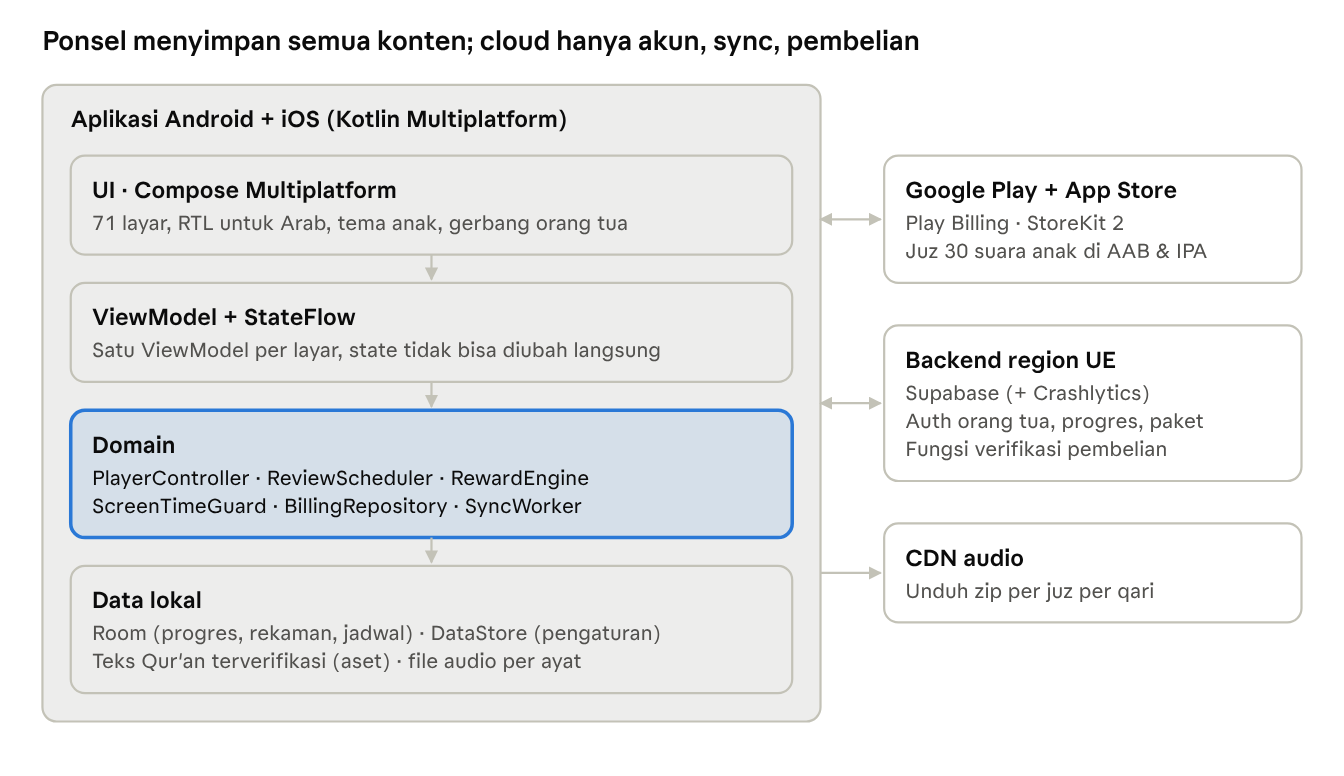 Ponsel menyimpan semua konten; cloud hanya akun, sync, pembelian
Aplikasi Android + iOS (Kotlin Multiplatform)
UI · Compose Multiplatform
71 layar, RTL untuk Arab, tema anak, gerbang orang tua
ViewModel + StateFlow
Satu ViewModel per layar, state tidak bisa diubah langsung
Domain
PlayerController · ReviewScheduler · RewardEngine
ScreenTimeGuard · BillingRepository · SyncWorker
Data lokal
Room (progres, rekaman, jadwal) · DataStore (pengaturan)
Teks Qur'an terverifikasi (aset) · file audio per ayat
Google Play + App Store
Play Billing · StoreKit 2
Juz 30 suara anak di AAB & IPA
Backend region UE
Supabase (+ Crashlytics)
Auth orang tua, progres, paket
Fungsi verifikasi pembelian
CDN audio
Unduh zip per juz per qari